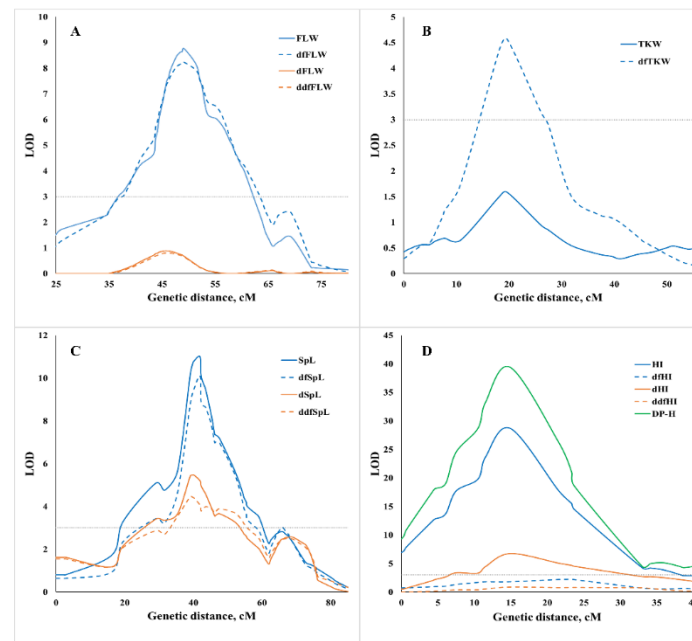 A
FLW
dfFLW
dFLW
ddfFLW
LOD
10
9
8
7
6
5
4
3
2
1
0
25 35 45 55 65 75
Genetic distance, cM
B
TKW
dfTKW
LOD
5
4.5
4
3.5
3
2.5
2
1.5
1
0.5
0
0 10 20 30 40 50
Genetic distance, cM
C
SpL
dfSpL
dSpL
ddfSpL
LOD
12
10
8
6
4
2
0
0 20 40 60 80
Genetic distance, cM
D
HI
dfHI
dHI
ddfHI
DP-H
LOD
45
40
35
30
25
20
15
10
5
0
0 5 10 15 20 25 30 35 40
Genetic distance, cM